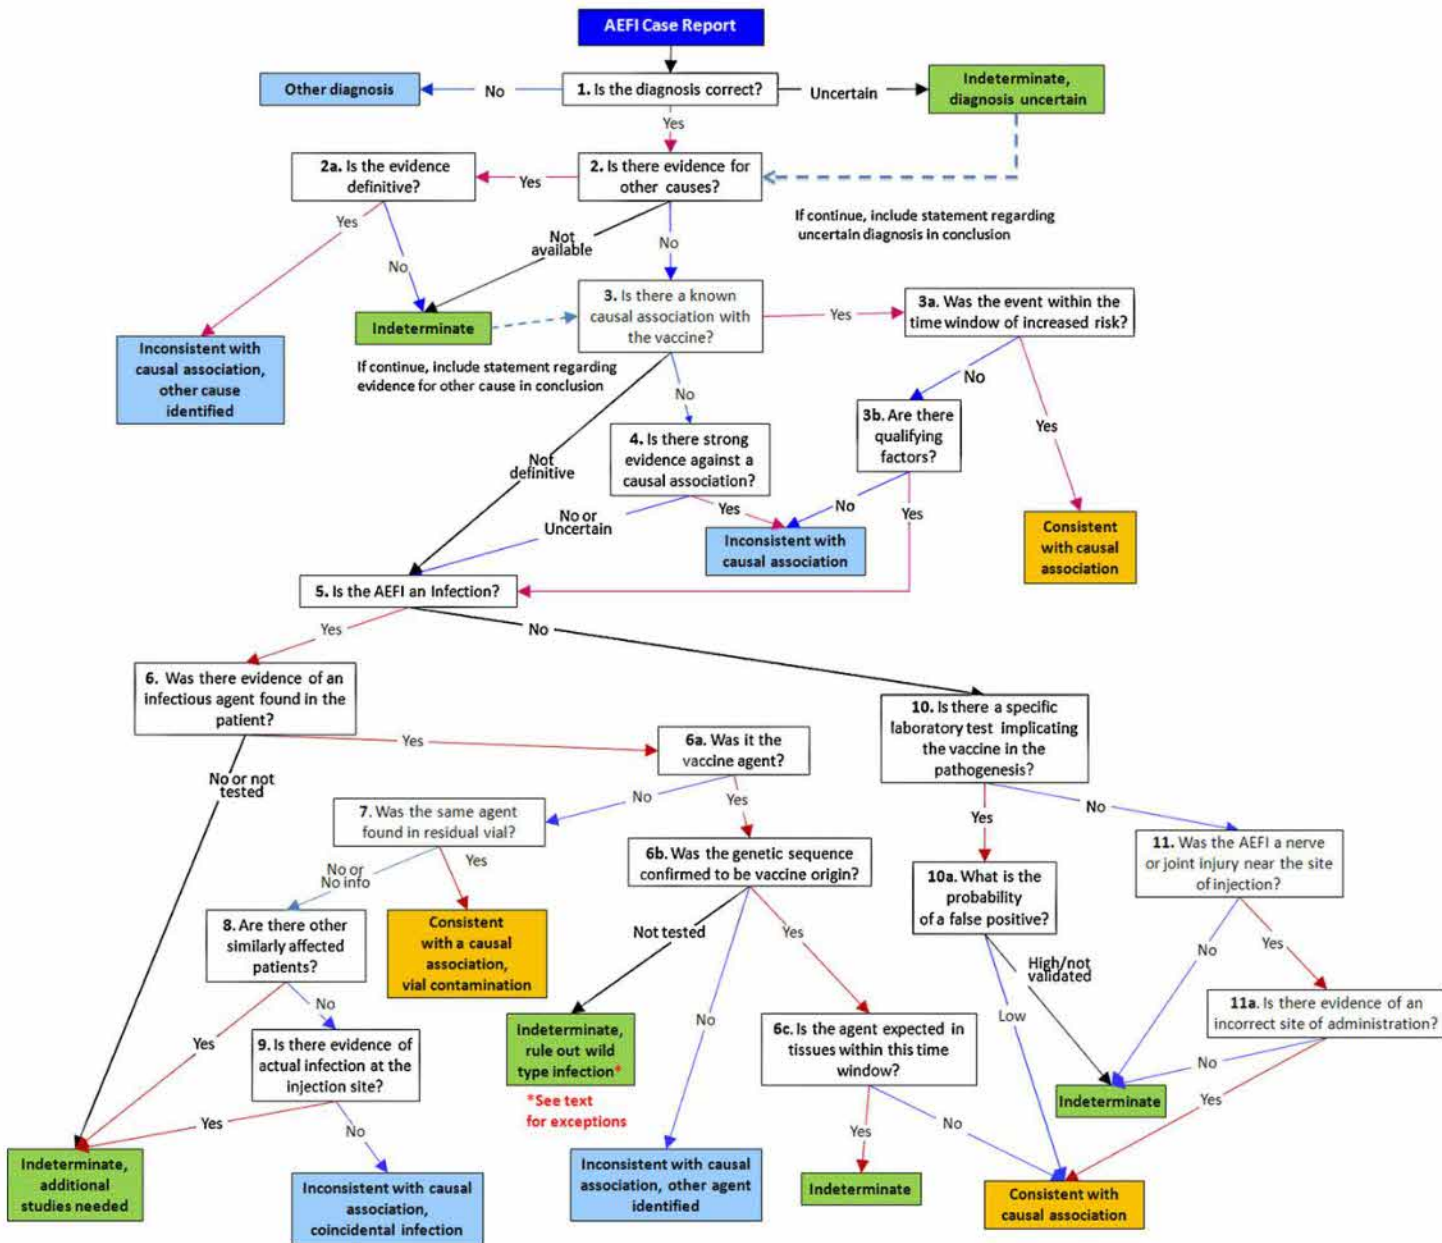 AEFI Case Report
Other diagnosis
No
1. Is the diagnosis correct?
Uncertain
Indeterminate,
diagnosis uncertain
Yes
2a. Is the evidence
definitive?
Yes
2. Is there evidence for
other causes?
If continue, include statement regarding
uncertain diagnosis in conclusion
Yes
No
Not
available
No
Indeterminate
3. Is there a known
causal association with
the vaccine?
Yes
3a. Was the event within the
time window of increased risk?
Inconsistent with
causal association,
other cause
identified
If continue, include statement regarding
evidence for other cause in conclusion
No
No
Yes
3b. Are there
qualifying
factors?
4. Is there strong
evidence against a
causal association?
Not
definitive
No or
Uncertain
Yes
No
Yes
Inconsistent with
causal association
Consistent
with causal
association
5. Is the AEFI an Infection?
Yes
No
6. Was there evidence of an
infectious agent found in the
patient?
10. Is there a specific
laboratory test implicating
the vaccine in the
pathogenesis?
Yes
6a. Was it the
vaccine agent?
No or not
tested
No
Yes
7. Was the same agent
found in residual vial?
Yes
No
6b. Was the genetic sequence
confirmed to be vaccine origin?
11. Was the AEFI a nerve
or joint injury near the site
of injection?
No or
No info
Yes
10a. What is the
probability
of a false positive?
8. Are there other
similarly affected
patients?
Consistent
with a causal
association,
vial contamination
Not tested
Yes
No
Yes
High/not
validated
No
Yes
No
Low
11a. Is there evidence of an
incorrect site of administration?
9. Is there evidence of
actual infection at the
injection site?
Indeterminate,
rule out wild
type infection*
*See text
for exceptions
6c. Is the agent expected in
tissues within this time
window?
No
Yes
Indeterminate
Yes
No
Yes
No
Indeterminate,
additional
studies needed
Inconsistent with causal
association,
coincidental infection
Inconsistent with causal
association, other agent
identified
Indeterminate
Consistent with
causal association